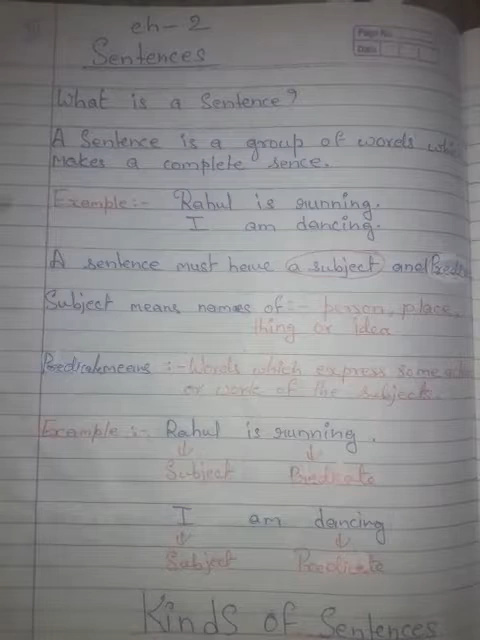 ch-2
Page No.
Date
Sentences
What is a Sentence?
A Sentence is a group of words which
makes a complete sence.
Example:- Rahul is running.
I am dancing.
A sentence must have a subject and
Subject means names of:- person, place,
thing or idea
Predicate means :- Words which express some
or work of the subject.
Example :- Rahul is running.
↓ ↓
Subject Predicate
I am dancing
↓ ↓
Subject Predicate
Kinds of Sentences